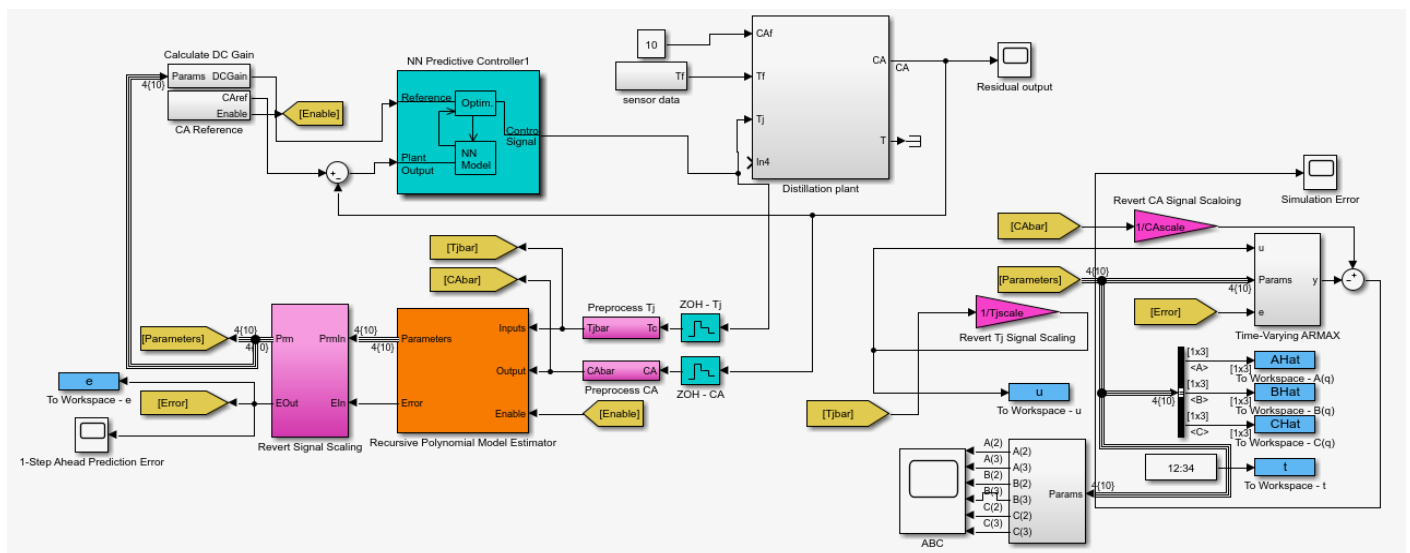 Calculate DC Gain
Params DCGain
4{10}
CAref
Enable
CA Reference
[Enable]
NN Predictive Controller1
Reference
Optim.
Contro
Signal
Plant
Output
NN
Model
10
Tf
sensor data
CAf
Tf
Tj
In4
CA
T
Distillation plant
CA
Residual output
Simulation Error
Revert CA Signal Scaloing
[CAbar]
1/CAscale
[Parameters]
4{10}
4{10}
u
Params
e
y
Time-Varying ARMAX
[Error]
1/Tjscale
Revert Tj Signal Scaling
[Tjbar]
u
To Workspace - u
4{10}
[1x3]
<A>
[1x3]
<B>
[1x3]
<C>
AHat
[1x3]
To Workspace - A(q)
BHat
[1x3]
To Workspace - B(q)
CHat
[1x3]
To Workspace - C(q)
12:34
t
To Workspace - t
[Tjbar]
[CAbar]
Preprocess Tj
Tjbar Tc
ZOH - Tj
Preprocess CA
CAbar CA
ZOH - CA
[Enable]
Inputs
Output
Enable
Parameters
Error
Recursive Polynomial Model Estimator
4{10}
4{10}
Prm
PrmIn
EOut
EIn
Revert Signal Scaling
4{10}
4{10}
[Parameters]
e
To Workspace - e
[Error]
1-Step Ahead Prediction Error
A(2)
A(3)
B(2)
B(3)
C(2)
C(3)
A(2)
A(3)
B(2)
B(3)
C(2)
C(3)
Params
4{10}
ABC